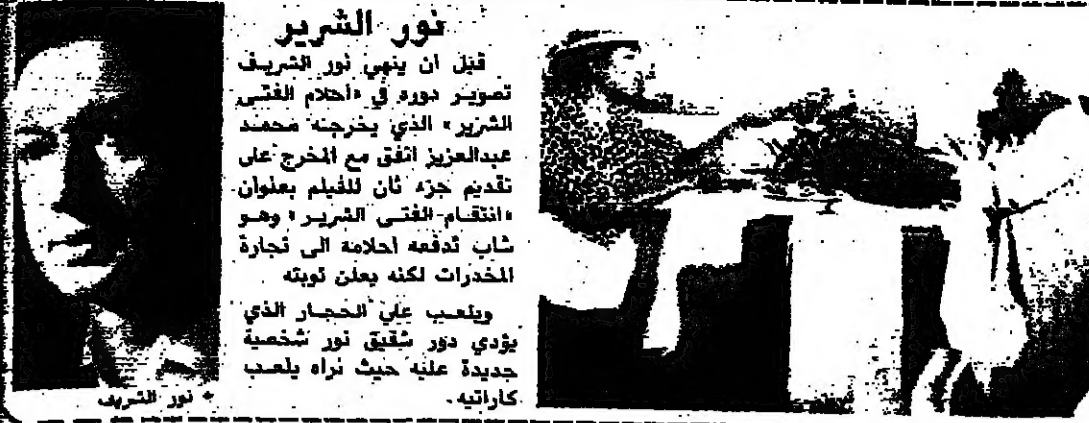 نور الشرير
قبل ان ينهي نور الشريف
تصوير دوره في «احلام الفتى
الشرير» الذي يخرجه محمد
عبدالعزيز اتفق مع المخرج على
تقديم جزء ثان للفيلم بعنوان
«انتقام الفتى الشرير» وهو
شاب تدفعه احلامه الى تجارة
المخدرات لكنه يعلن توبته
ويلعب علي الحجار الذي
يؤدي دور شقيق نور شخصية
جديدة عليه حيث نراه يلعب
كاراتيه.
* نور الشريف